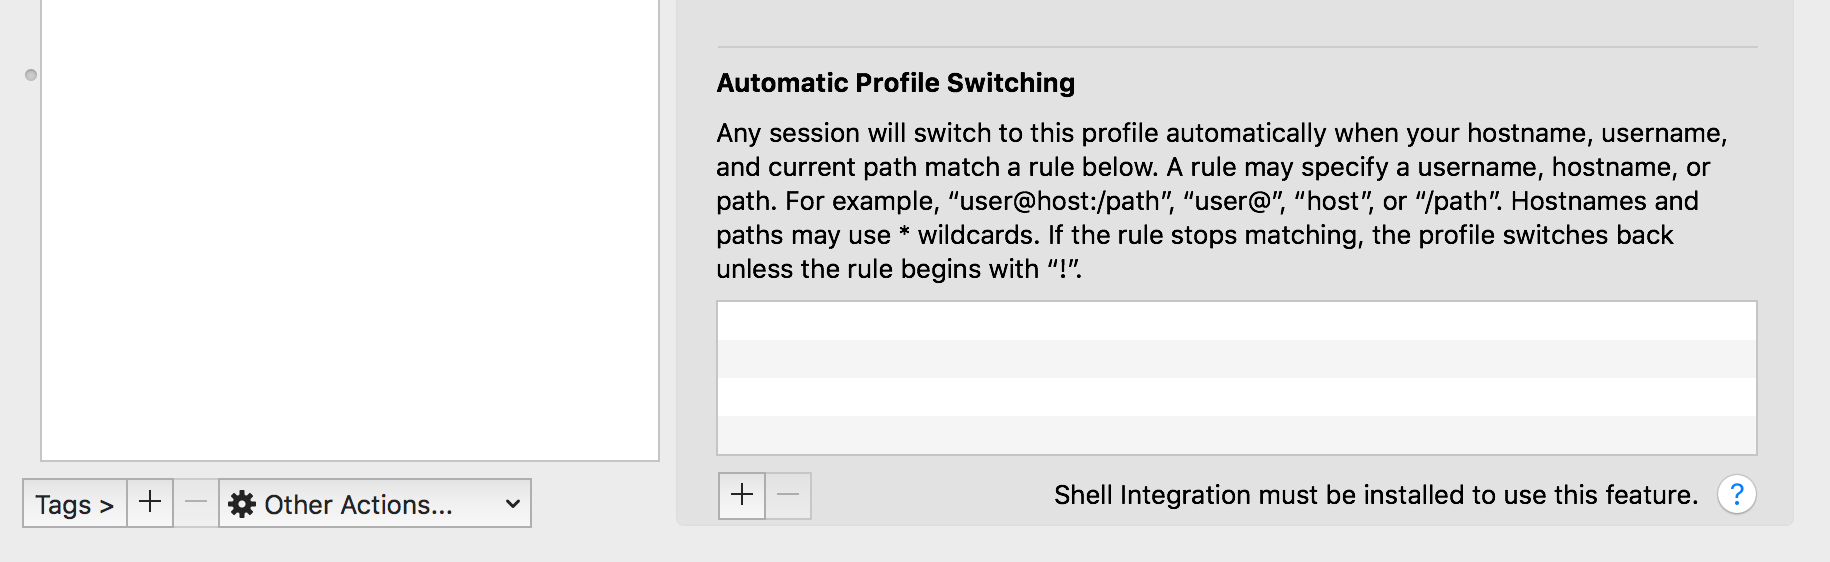 Automatic Profile Switching
Any session will switch to this profile automatically when your hostname, username,
and current path match a rule below. A rule may specify a username, hostname, or
path. For example, “user@host:/path”, “user@”, “host”, or “/path”. Hostnames and
paths may use * wildcards. If the rule stops matching, the profile switches back
unless the rule begins with “!”.
Tags >
Other Actions...
Shell Integration must be installed to use this feature.
?